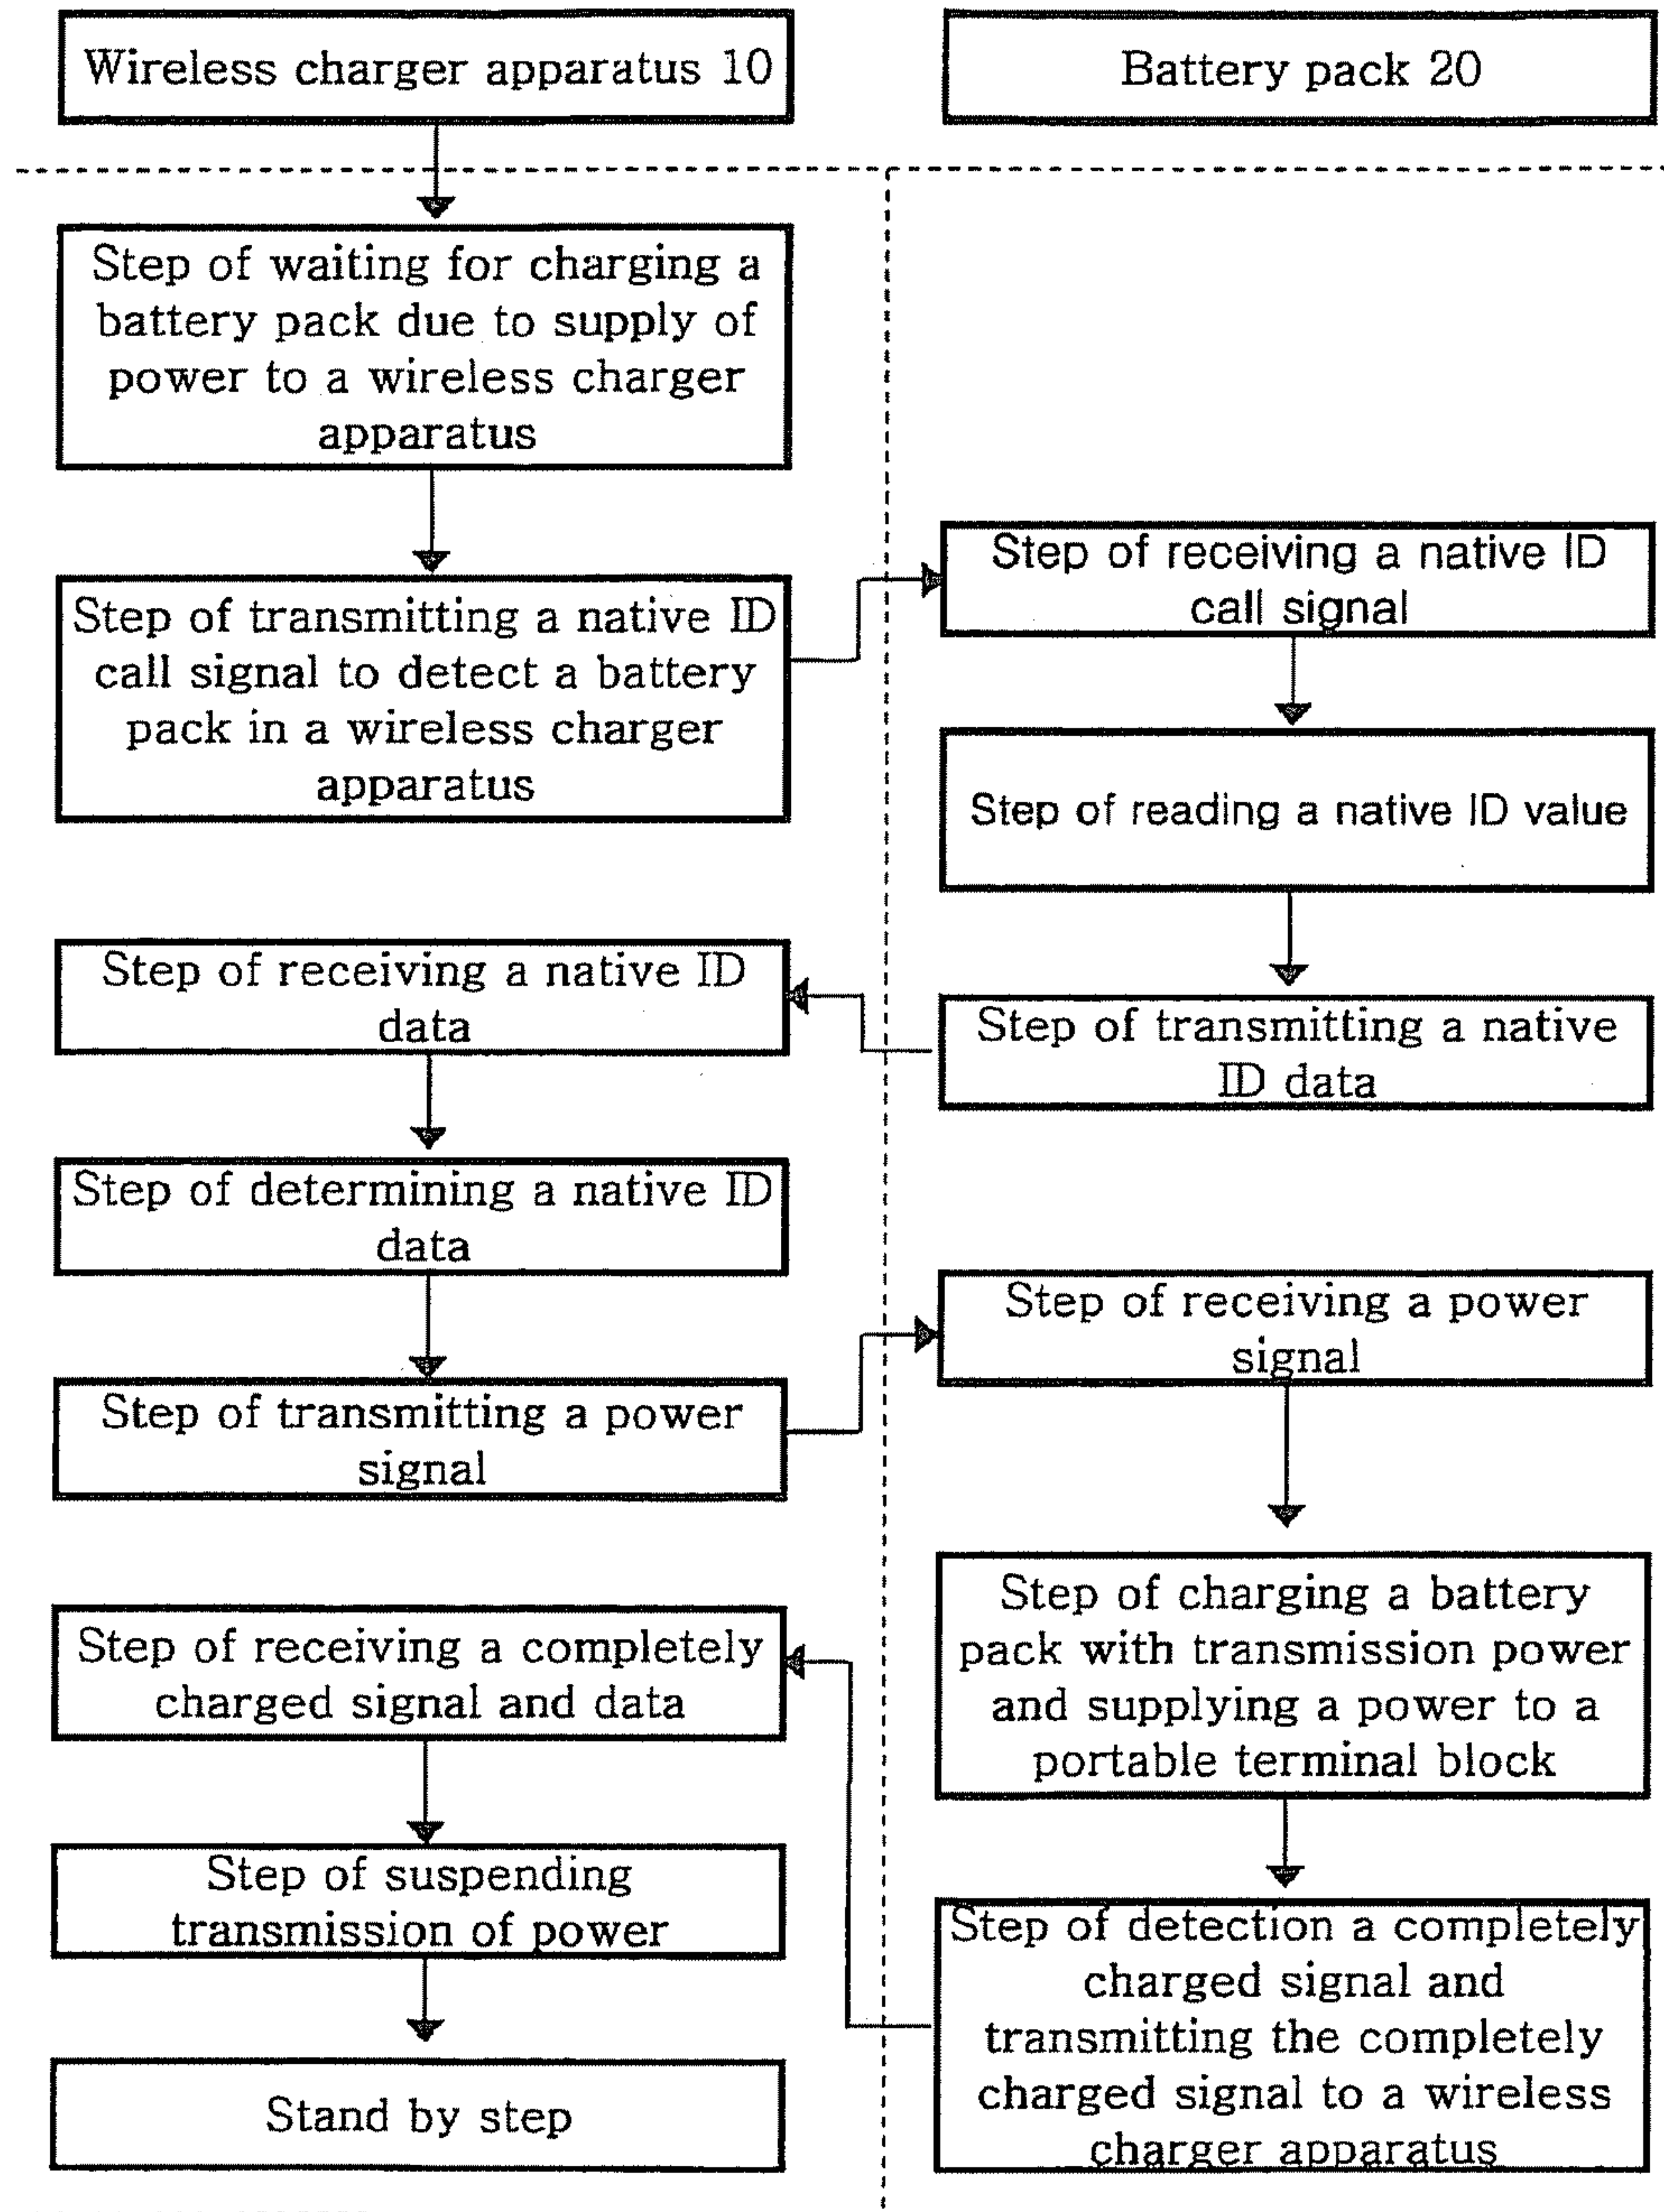 Wireless charger apparatus 10
Battery pack 20
Step of waiting for charging a
battery pack due to supply of
power to a wireless charger
apparatus
Step of transmitting a native ID
call signal to detect a battery
pack in a wireless charger
apparatus
Step of receiving a native ID
call signal
Step of reading a native ID value
Step of transmitting a native
ID data
Step of receiving a native ID
data
Step of determining a native ID
data
Step of transmitting a power
signal
Step of receiving a power
signal
Step of charging a battery
pack with transmission power
and supplying a power to a
portable terminal block
Step of detection a completely
charged signal and
transmitting the completely
charged signal to a wireless
charger apparatus
Step of receiving a completely
charged signal and data
Step of suspending
transmission of power
Stand by step